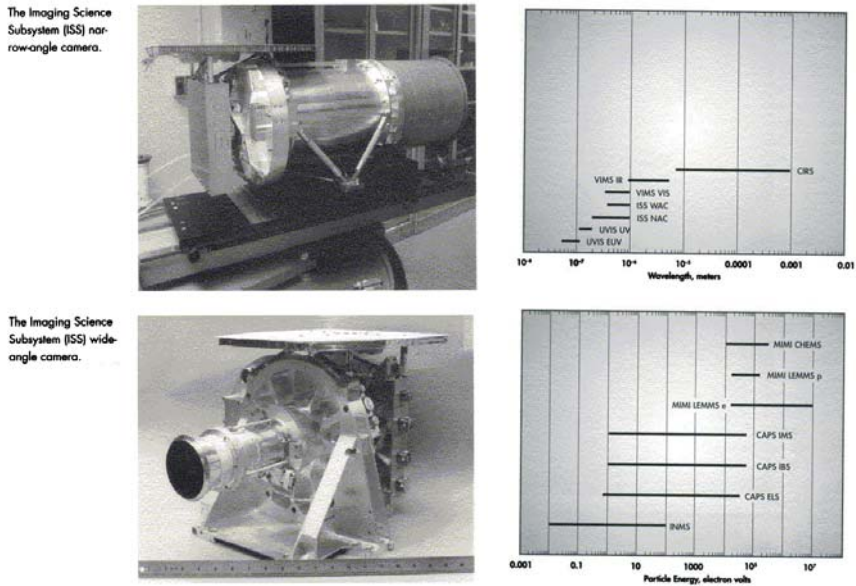 The Imaging Science
Subsystem (ISS) nar-
row-angle camera.
CIRS
VIMS IR
VIMS VIS
ISS WAC
ISS NAC
UVIS UV
UVIS EUV
10⁻⁸ 10⁻⁷ 10⁻⁶ 10⁻⁵ 0.0001 0.001 0.01
Wavelength, meters
The Imaging Science
Subsystem (ISS) wide-
angle camera.
MIMI CHEMS
MIMI LEMMS p
MIMI LEMMS e
CAPS IMS
CAPS IBS
CAPS ELS
INMS
0.001 0.1 10 1000 10⁵ 10⁷
Particle Energy, electron volts